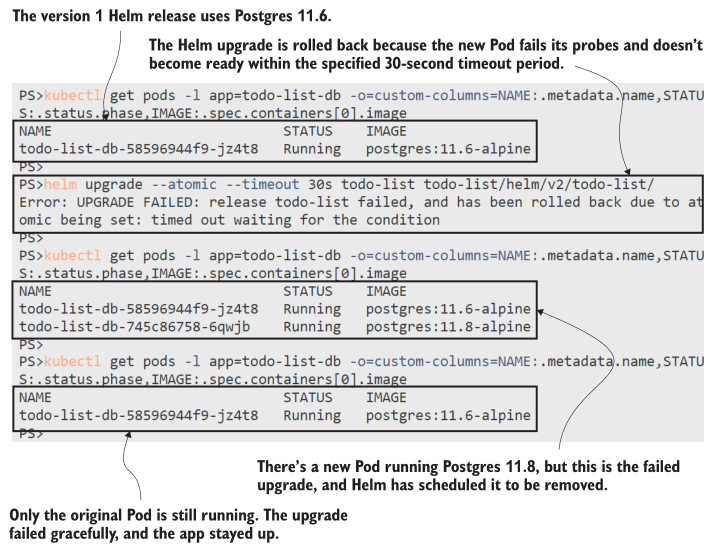 The version 1 Helm release uses Postgres 11.6.
The Helm upgrade is rolled back because the new Pod fails its probes and doesn't
become ready within the specified 30-second timeout period.
PS>kubectl get pods -l app=todo-list-db -o=custom-columns=NAME:.metadata.name,STATU
S:.status.phase,IMAGE:.spec.containers[0].image
NAME STATUS IMAGE
todo-list-db-58596944f9-jz4t8 Running postgres:11.6-alpine
PS>
PS>helm upgrade --atomic --timeout 30s todo-list todo-list/helm/v2/todo-list/
Error: UPGRADE FAILED: release todo-list failed, and has been rolled back due to at
omic being set: timed out waiting for the condition
PS>
PS>kubectl get pods -l app=todo-list-db -o=custom-columns=NAME:.metadata.name,STATU
S:.status.phase,IMAGE:.spec.containers[0].image
NAME STATUS IMAGE
todo-list-db-58596944f9-jz4t8 Running postgres:11.6-alpine
todo-list-db-745c86758-6qwjb Running postgres:11.8-alpine
PS>
PS>kubectl get pods -l app=todo-list-db -o=custom-columns=NAME:.metadata.name,STATU
S:.status.phase,IMAGE:.spec.containers[0].image
NAME STATUS IMAGE
todo-list-db-58596944f9-jz4t8 Running postgres:11.6-alpine
PS>
There's a new Pod running Postgres 11.8, but this is the failed
upgrade, and Helm has scheduled it to be removed.
Only the original Pod is still running. The upgrade
failed gracefully, and the app stayed up.